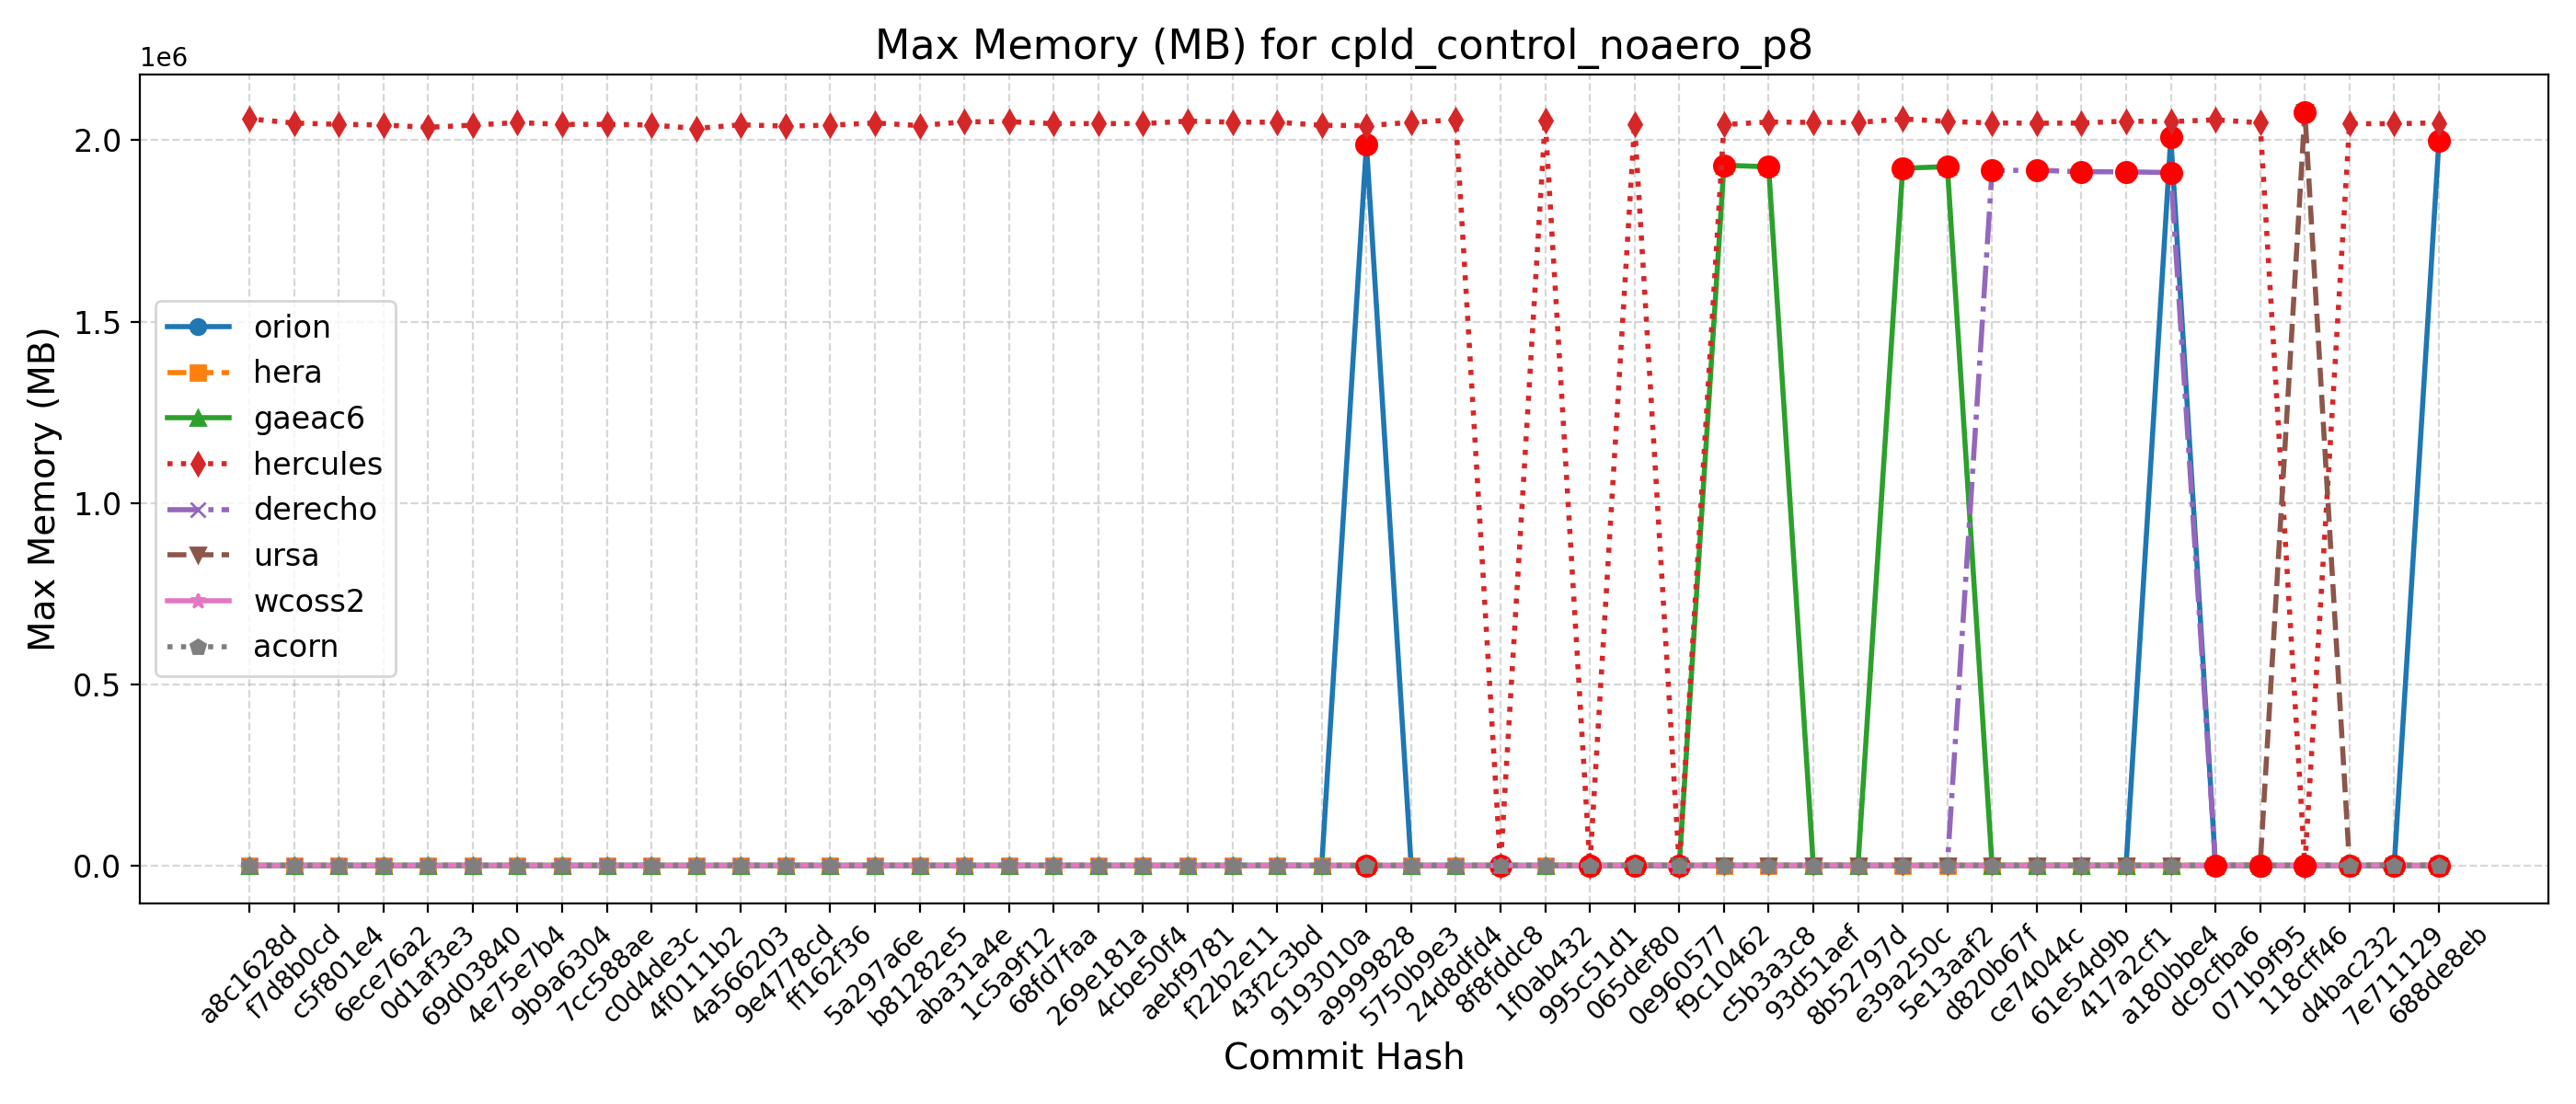 Max Memory (MB) for cpld_control_noaero_p8
1e6
2.0
1.5
1.0
0.5
0.0
Max Memory (MB)
orion
hera
gaeac6
hercules
derecho
ursa
wcoss2
acorn
a8c1628d
f7d8b0cd
c5f801e4
6ece76a2
0d1af3e3
69d03840
4e75e7b4
9b9a6304
7cc588ae
c0d4de3c
4f0111b2
4a566203
9e4778cd
ff162f36
5a297a6e
b81282e5
aba31a4e
1c5a9f12
68fd7faa
269e181a
4cbe50f4
aebf9781
f22b2e11
43f2c3bd
9193010a
a9999828
5750b9e3
24d8dfd4
8f8fddc8
1f0ab432
995c51d1
065def80
0e960577
f9c10462
c5b3a3c8
93d51aef
8b52797d
e39a250c
5e13aaf2
d820b67f
ce74044c
61e54d9b
417a2cf1
a180bbe4
dc9cfba6
071b9f95
118cff46
d4bac232
7e711129
688de8eb
Commit Hash